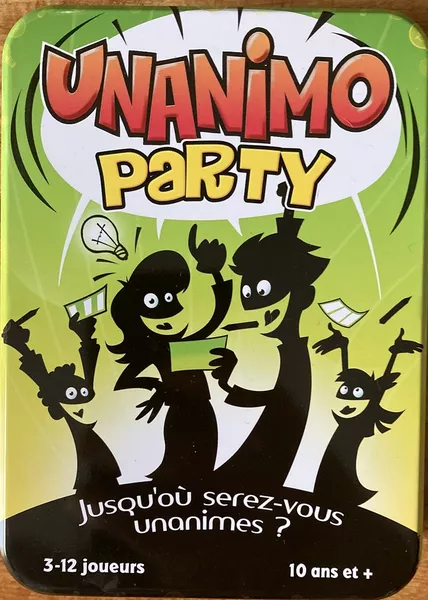 UNANIMO
PARTY
Jusqu'où serez-vous
unanimes ?
3-12 joueurs
10 ans et +